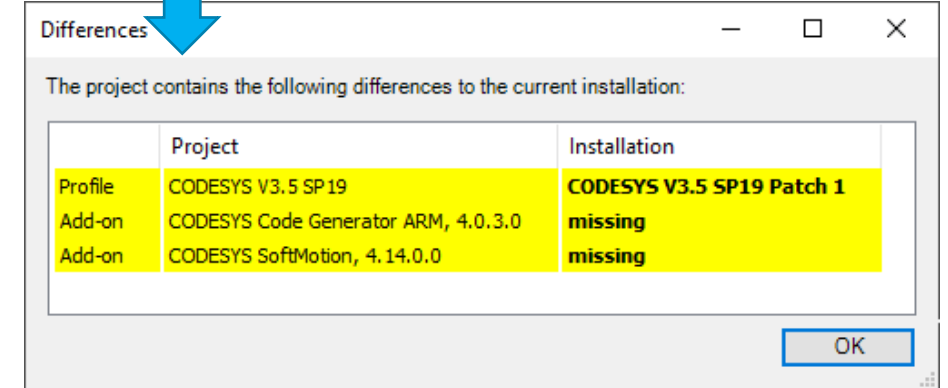 Differences
The project contains the following differences to the current installation:
Project Installation
Profile CODESYS V3.5 SP19 CODESYS V3.5 SP19 Patch 1
Add-on CODESYS Code Generator ARM, 4.0.3.0 missing
Add-on CODESYS SoftMotion, 4.14.0.0 missing
OK